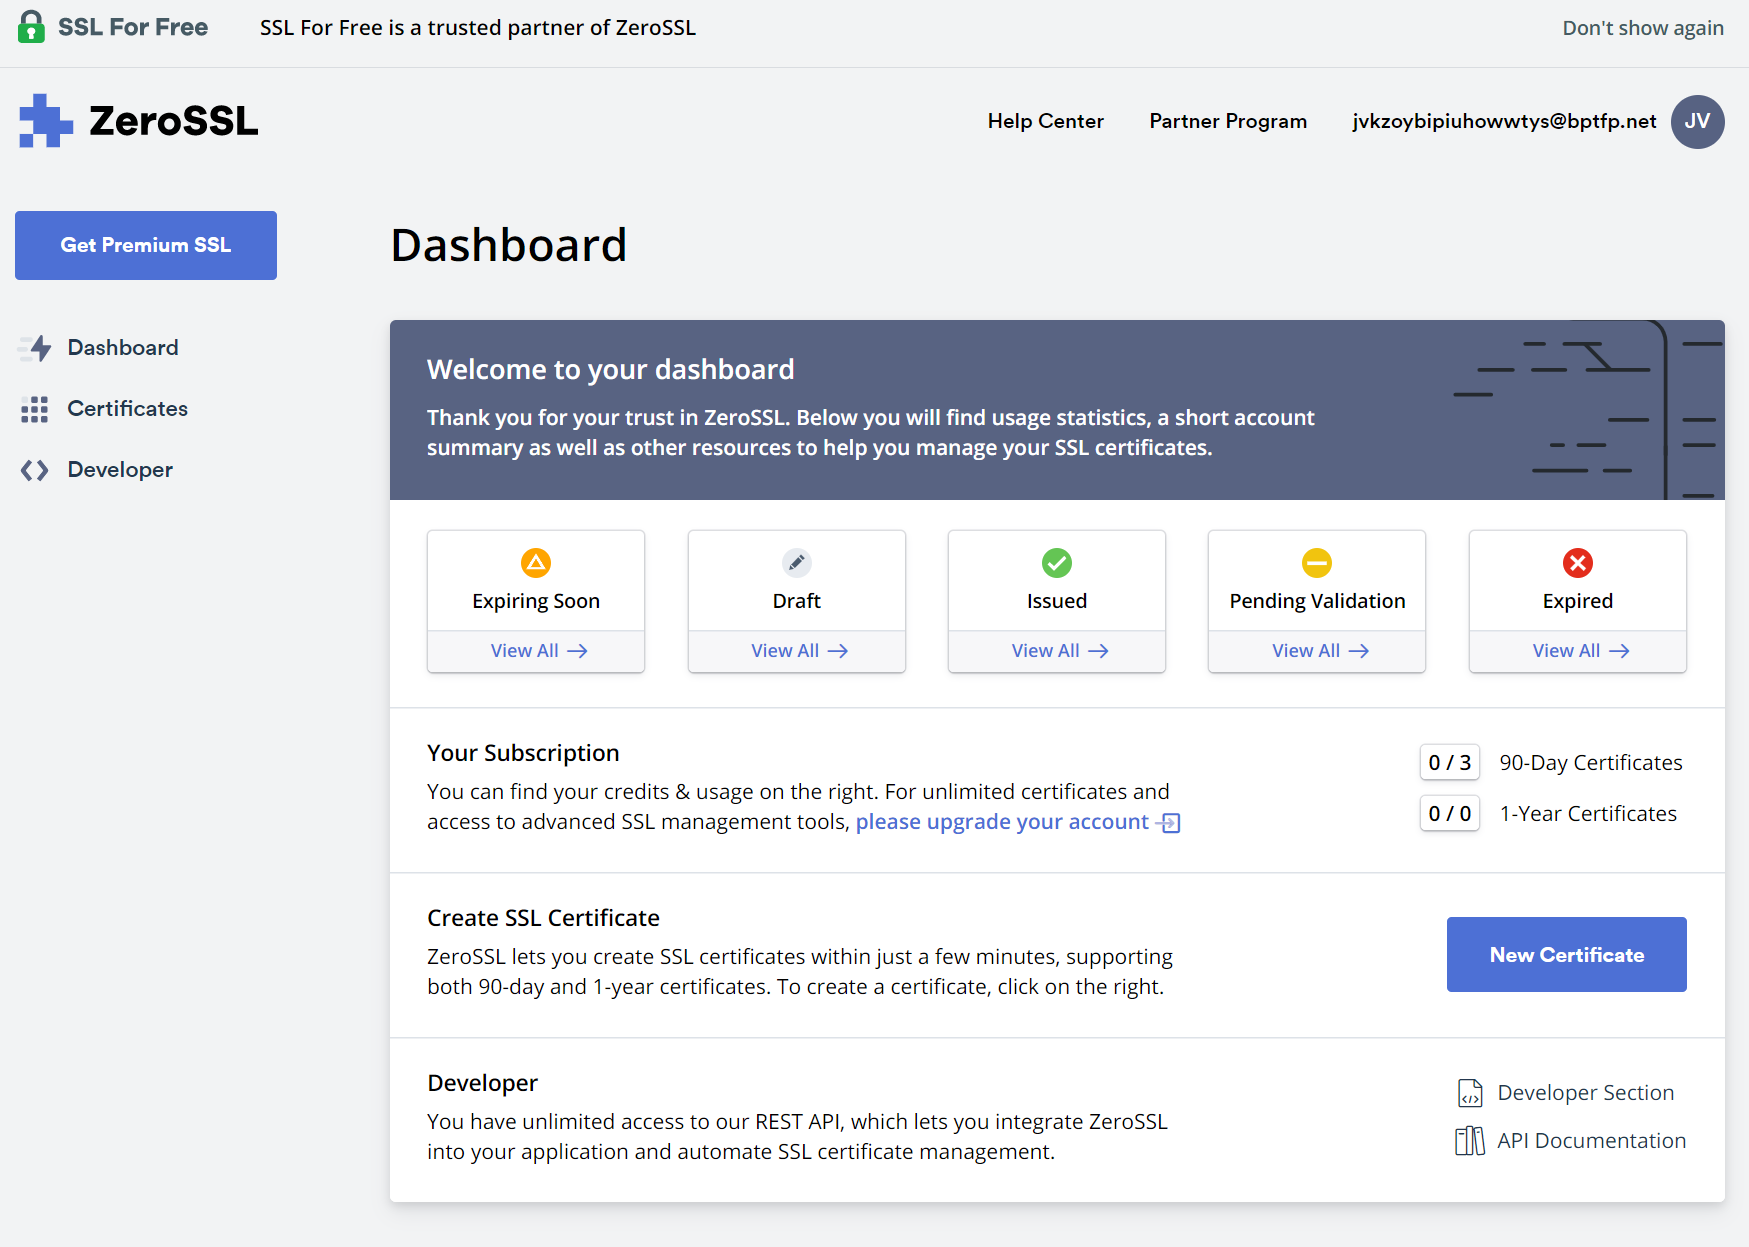 SSL For Free
SSL For Free is a trusted partner of ZeroSSL
Don't show again
ZeroSSL
Help Center
Partner Program
jvkzoybipiuhowwtys@bptfp.net
JV
Get Premium SSL
Dashboard
Certificates
Developer
Dashboard
Welcome to your dashboard
Thank you for your trust in ZeroSSL. Below you will find usage statistics, a short account
summary as well as other resources to help you manage your SSL certificates.
Expiring Soon
View All
Draft
View All
Issued
View All
Pending Validation
View All
Expired
View All
Your Subscription
You can find your credits & usage on the right. For unlimited certificates and
access to advanced SSL management tools, please upgrade your account
0 / 3 90-Day Certificates
0 / 0 1-Year Certificates
Create SSL Certificate
ZeroSSL lets you create SSL certificates within just a few minutes, supporting
both 90-day and 1-year certificates. To create a certificate, click on the right.
New Certificate
Developer
You have unlimited access to our REST API, which lets you integrate ZeroSSL
into your application and automate SSL certificate management.
Developer Section
API Documentation